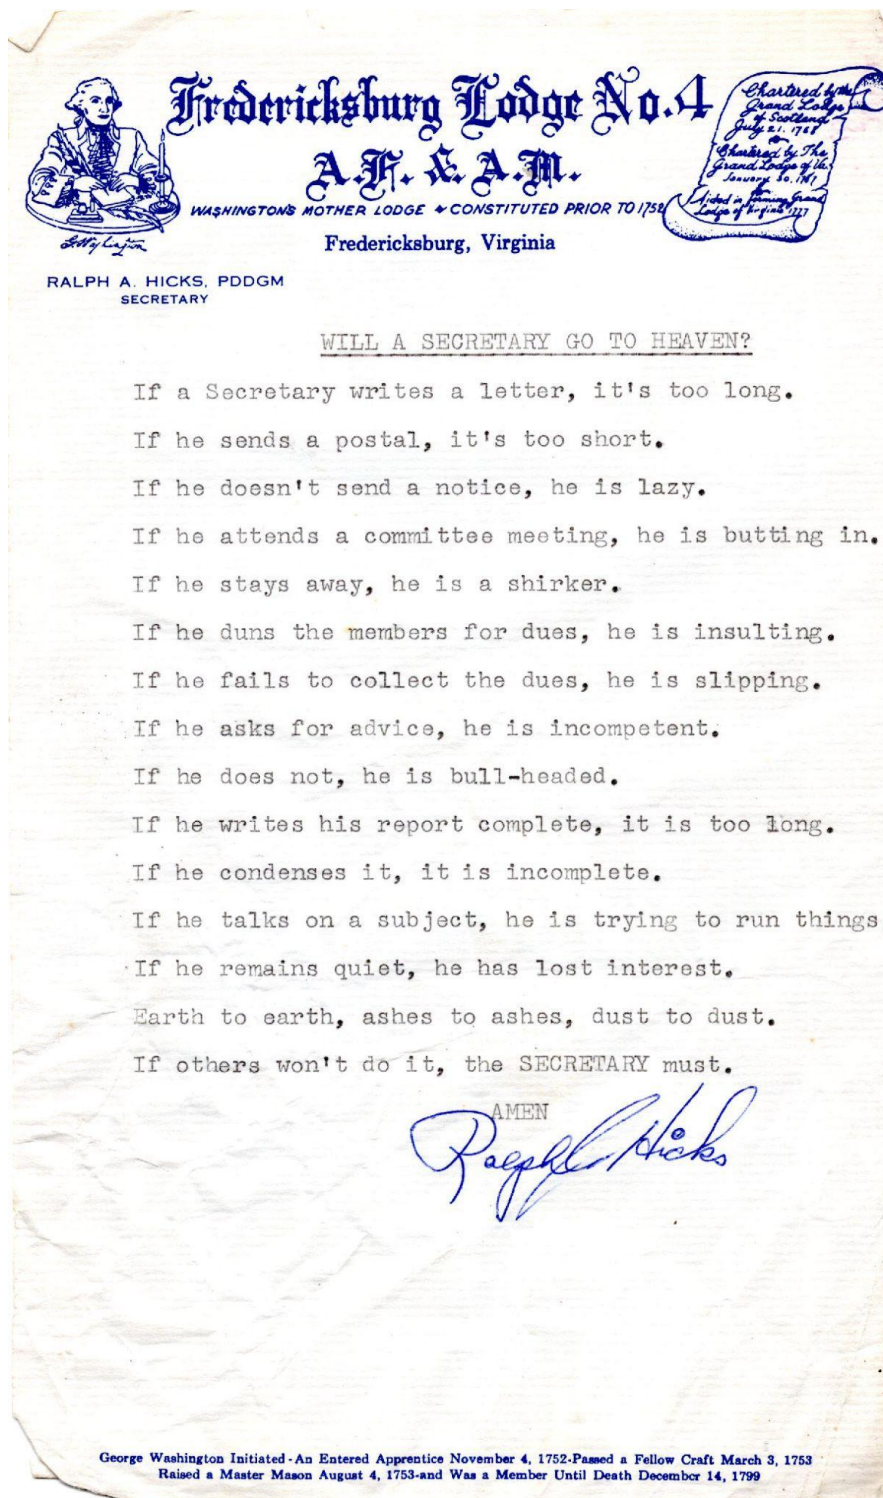 Fredericksburg Lodge No. 4
A.F. & A.M.
WASHINGTON'S MOTHER LODGE CONSTITUTED PRIOR TO 1752
Fredericksburg, Virginia
Chartered by the
Grand Lodge
of Scotland
July 21, 1758
Chartered by The
Grand Lodge of Va.
January 30, 1787
Aided in Forming Grand
Lodge of Virginia 1777
G Washington
RALPH A. HICKS, PDDGM
SECRETARY
WILL A SECRETARY GO TO HEAVEN?
If a Secretary writes a letter, it's too long.
If he sends a postal, it's too short.
If he doesn't send a notice, he is lazy.
If he attends a committee meeting, he is butting in.
If he stays away, he is a shirker.
If he duns the members for dues, he is insulting.
If he fails to collect the dues, he is slipping.
If he asks for advice, he is incompetent.
If he does not, he is bull-headed.
If he writes his report complete, it is too long.
If he condenses it, it is incomplete.
If he talks on a subject, he is trying to run things
If he remains quiet, he has lost interest.
Earth to earth, ashes to ashes, dust to dust.
If others won't do it, the SECRETARY must.
AMEN
Ralph A Hicks
George Washington Initiated-An Entered Apprentice November 4, 1752-Passed a Fellow Craft March 3, 1753
Raised a Master Mason August 4, 1753-and Was a Member Until Death December 14, 1799